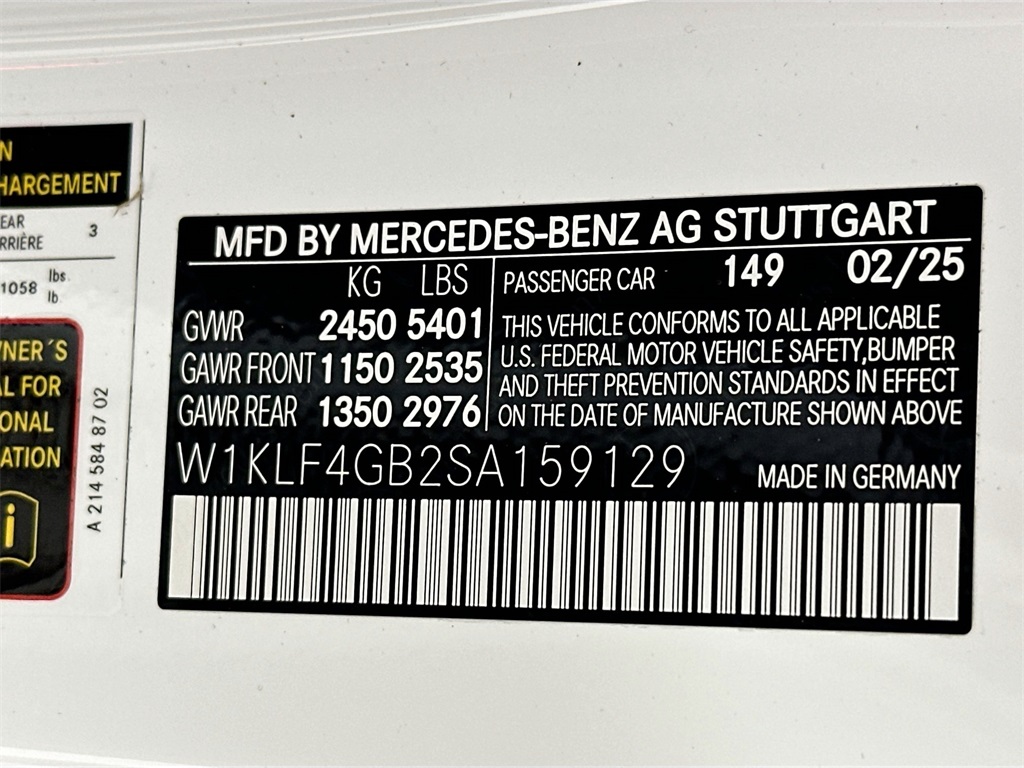 N
HARGEMENT
EAR
RRIÈRE 3
1058 lbs.
lb.
NER´S
AL FOR
ONAL
ATION
i
A 214 584 87 02
MFD BY MERCEDES-BENZ AG STUTTGART
KG LBS PASSENGER CAR 149 02/25
GVWR 2450 5401
GAWR FRONT 1150 2535
GAWR REAR 1350 2976
THIS VEHICLE CONFORMS TO ALL APPLICABLE
U.S. FEDERAL MOTOR VEHICLE SAFETY,BUMPER
AND THEFT PREVENTION STANDARDS IN EFFECT
ON THE DATE OF MANUFACTURE SHOWN ABOVE
W1KLF4GB2SA159129
MADE IN GERMANY